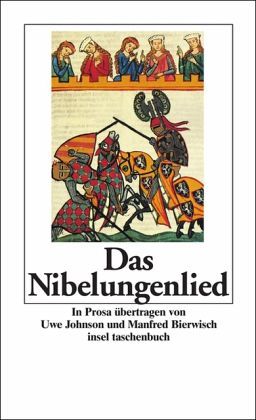 Das
Nibelungenlied
In Prosa übertragen von
Uwe Johnson und Manfred Bierwisch
insel taschenbuch